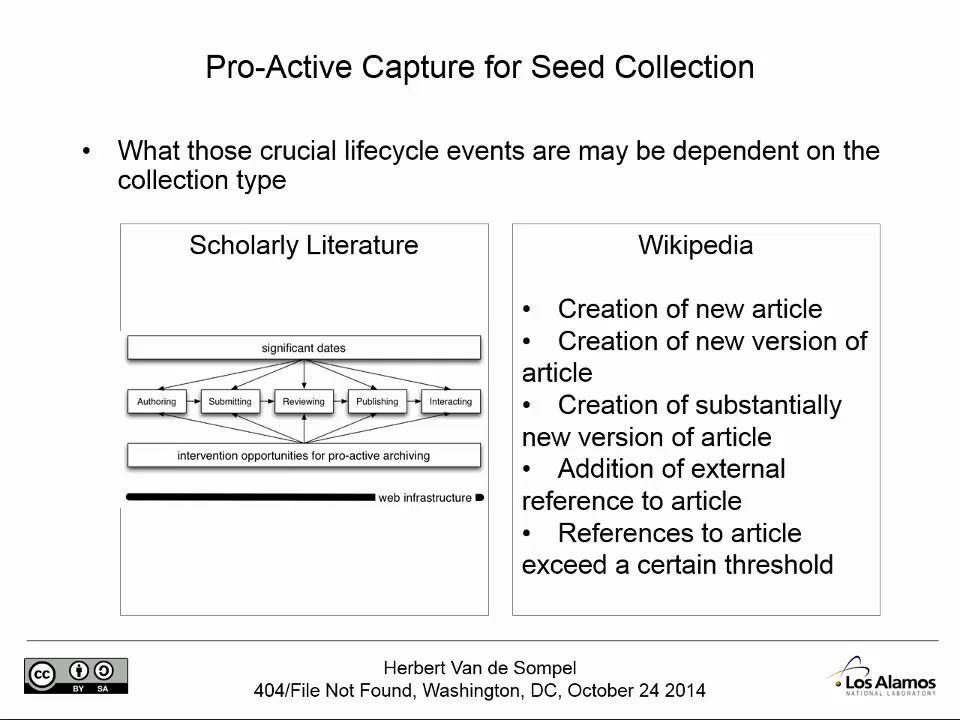 Pro-Active Capture for Seed Collection
• What those crucial lifecycle events are may be dependent on the
collection type
Scholarly Literature
significant dates
Authoring
Submitting
Reviewing
Publishing
Interacting
intervention opportunities for pro-active archiving
web infrastructure
Wikipedia
• Creation of new article
• Creation of new version of
article
• Creation of substantially
new version of article
• Addition of external
reference to article
• References to article
exceed a certain threshold
cc
BY SA
Herbert Van de Sompel
404/File Not Found, Washington, DC, October 24 2014
Los Alamos
NATIONAL LABORATORY